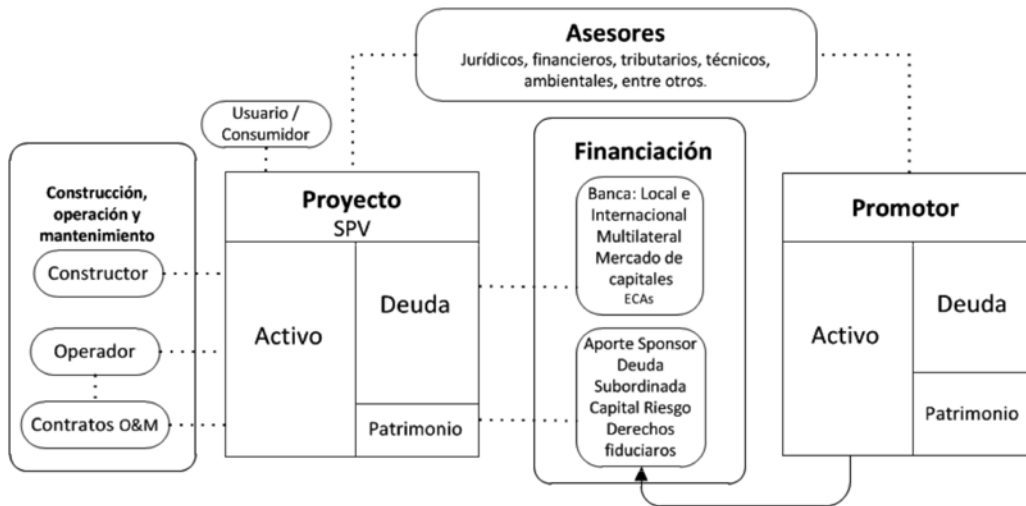 Asesores
Jurídicos, financieros, tributarios, técnicos,
ambientales, entre otros.
Usuario /
Consumidor
Construcción,
operación y
mantenimiento
Constructor
Operador
Contratos O&M
Proyecto
SPV
Activo
Deuda
Patrimonio
Financiación
Banca: Local e
Internacional
Multilateral
Mercado de
capitales
ECAs
Aporte Sponsor
Deuda
Subordinada
Capital Riesgo
Derechos
fiduciaros
Promotor
Activo
Deuda
Patrimonio